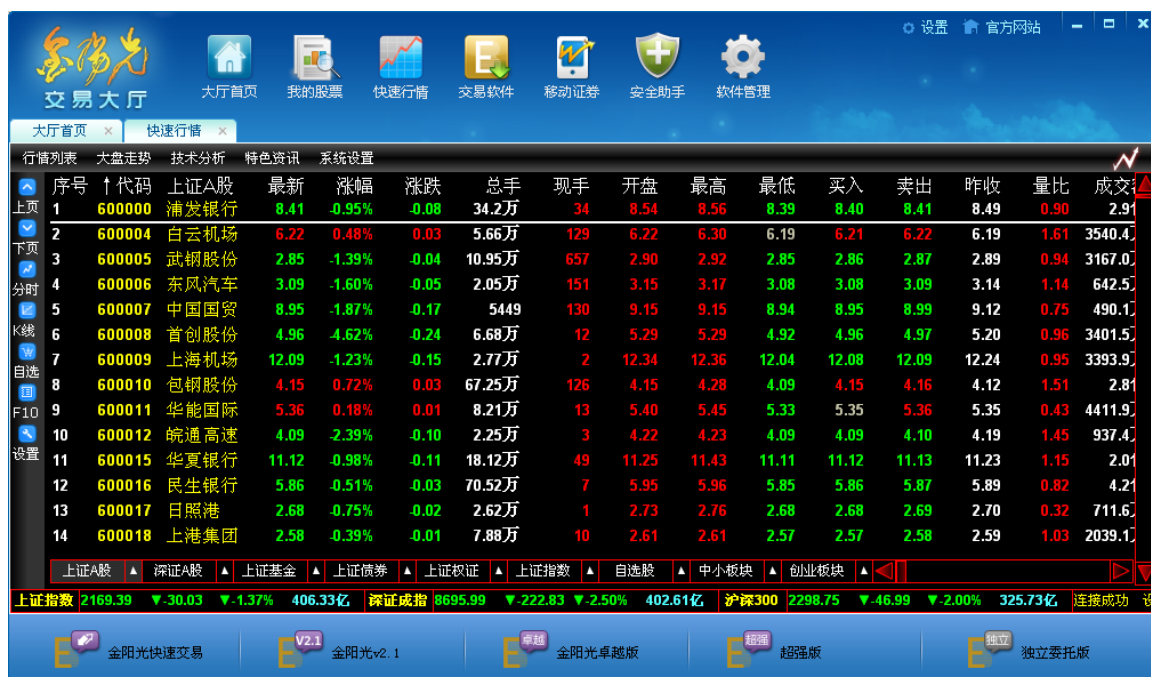 设置 官方网站
金阳光
交易大厅
大厅首页 我的股票 快速行情 交易软件 移动证券 安全助手 软件管理
大厅首页 × 快速行情 ×
行情列表 大盘走势 技术分析 特色资讯 系统设置
序号 ↑代码 上证A股 最新 涨幅 涨跌 总手 现手 开盘 最高 最低 买入 卖出 昨收 量比 成交
上页 1 600000 浦发银行 8.41 -0.95% -0.08 34.2万 34 8.54 8.56 8.39 8.40 8.41 8.49 0.90 2.91
下页 2 600004 白云机场 6.22 0.48% 0.03 5.66万 129 6.22 6.30 6.19 6.21 6.22 6.19 1.61 3540.4
3 600005 武钢股份 2.85 -1.39% -0.04 10.95万 657 2.90 2.92 2.85 2.86 2.87 2.89 0.94 3167.0
分时 4 600006 东风汽车 3.09 -1.60% -0.05 2.05万 151 3.15 3.17 3.08 3.08 3.09 3.14 1.14 642.5
5 600007 中国国贸 8.95 -1.87% -0.17 5449 130 9.15 9.15 8.94 8.95 8.99 9.12 0.75 490.1
K线 6 600008 首创股份 4.96 -4.62% -0.24 6.68万 12 5.29 5.29 4.92 4.96 4.97 5.20 0.96 3401.5
自选 7 600009 上海机场 12.09 -1.23% -0.15 2.77万 2 12.34 12.36 12.04 12.08 12.09 12.24 0.95 3393.9
8 600010 包钢股份 4.15 0.72% 0.03 67.25万 126 4.15 4.28 4.09 4.15 4.16 4.12 1.51 2.81
F10 9 600011 华能国际 5.36 0.18% 0.01 8.21万 13 5.40 5.45 5.33 5.35 5.36 5.35 0.43 4411.9
10 600012 皖通高速 4.09 -2.39% -0.10 2.25万 3 4.22 4.23 4.09 4.09 4.10 4.19 1.45 937.4
设置 11 600015 华夏银行 11.12 -0.98% -0.11 18.12万 49 11.25 11.43 11.11 11.12 11.13 11.23 1.15 2.01
12 600016 民生银行 5.86 -0.51% -0.03 70.52万 7 5.95 5.96 5.85 5.86 5.87 5.89 0.82 4.21
13 600017 日照港 2.68 -0.75% -0.02 2.62万 1 2.73 2.76 2.68 2.68 2.69 2.70 0.32 711.6
14 600018 上港集团 2.58 -0.39% -0.01 7.88万 10 2.61 2.61 2.57 2.57 2.58 2.59 1.03 2039.1
上证A股 ▲ 深证A股 ▲ 上证基金 ▲ 上证债券 ▲ 上证权证 ▲ 上证指数 ▲ 自选股 ▲ 中小板块 ▲ 创业板块 ▲
上证指数 2169.39 ▼-30.03 ▼-1.37% 406.33亿 深证成指 8695.99 ▼-222.83 ▼-2.50% 402.61亿 沪深300 2298.75 ▼-46.99 ▼-2.00% 325.73亿 连接成功
E 金阳光快速交易 E V2.1 金阳光v2.1 E 卓越 金阳光卓越版 E 超强 超强版 E 独立 独立委托版